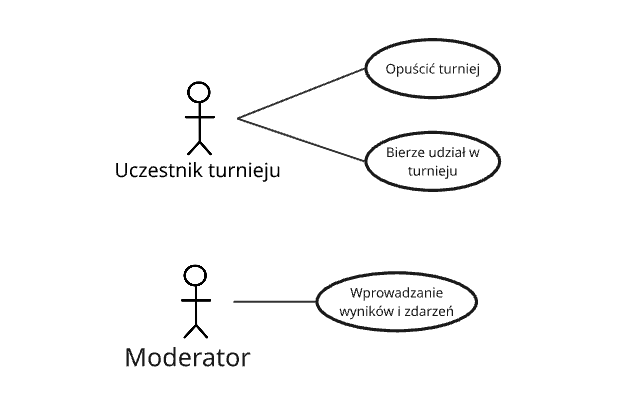 Opuścić turniej
Bierze udział w
turnieju
Uczestnik turnieju
Wprowadzanie
wyników i zdarzeń
Moderator